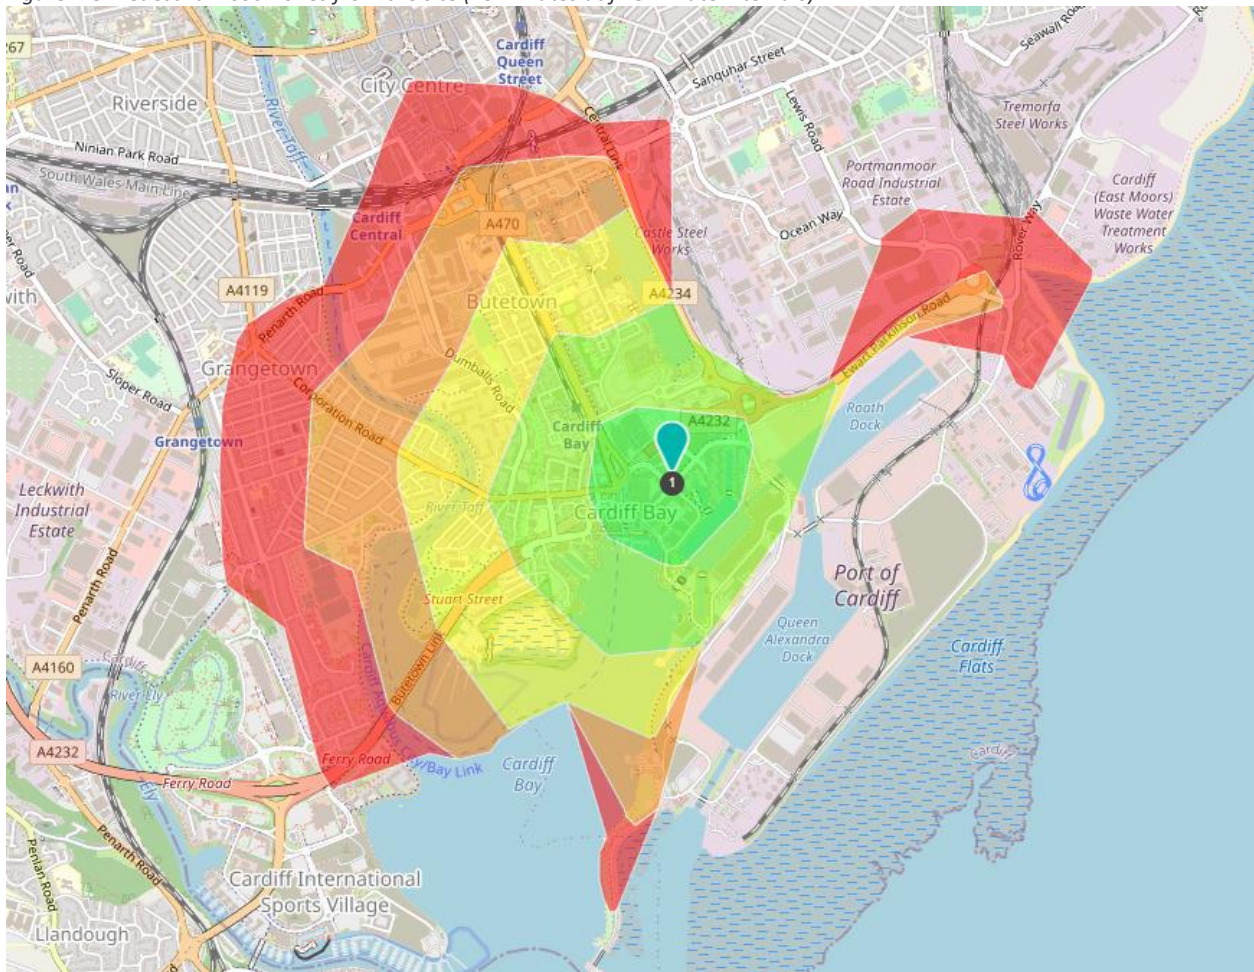 267
Cardiff
Queen
Street
Seawall Road
Sanquhar Street
City Centre
Riverside
Central Link
Lewis Road
Tremorfa
Steel Works
River Taff
Ninian Park Road
South Wales Main Line
Portmanmoor
Road Industrial
Estate
Cardiff
(East Moors)
Waste Water
Treatment
Works
Cardiff
Central
A470
Ocean Way
Castle Steel
Works
Rover Way
A4119
A4234
Butetown
Penarth Road
Ewart Parkinson Road
Grangetown
Dumballs Road
Sloper Road
Corporation Road
Roath
Dock
Cardiff
Bay
A4232
Grangetown
1
Leckwith
Industrial
Estate
River Taff
Cardiff Bay
Penarth Road
Port of
Cardiff
Stuart Street
Queen
Alexandra
Dock
Cardiff
Flats
A4160
Cardiff
River Ely
Butetown Link
A4232
Ferry Road
Cardiff
Bay
Cardiff
Ferry Road
Ely
Penarth Road
Penlan Road
Cardiff International
Sports Village
Llandough